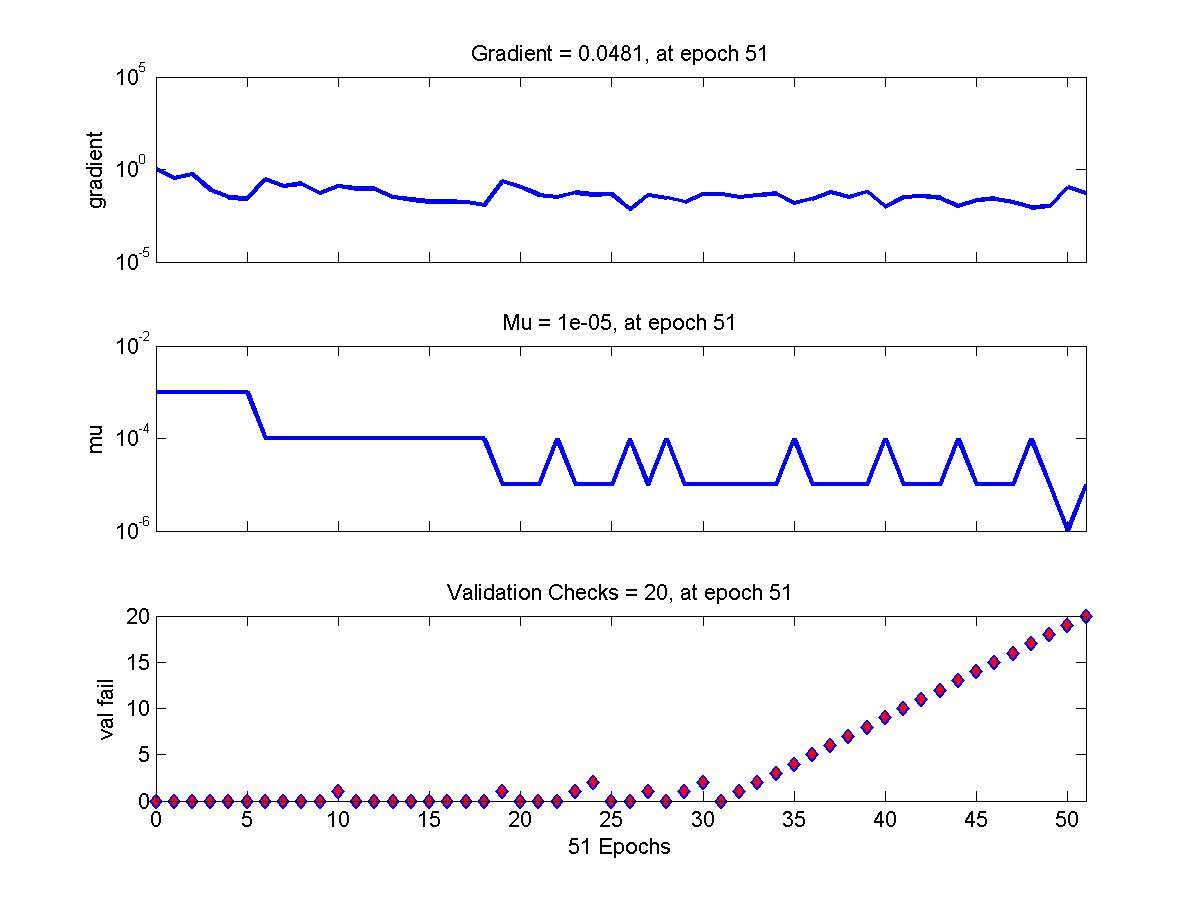 Gradient = 0.0481, at epoch 51
10^5
10^0
10^-5
gradient
Mu = 1e-05, at epoch 51
10^-2
10^-4
10^-6
mu
Validation Checks = 20, at epoch 51
20
15
10
5
0
val fail
0 5 10 15 20 25 30 35 40 45 50
51 Epochs